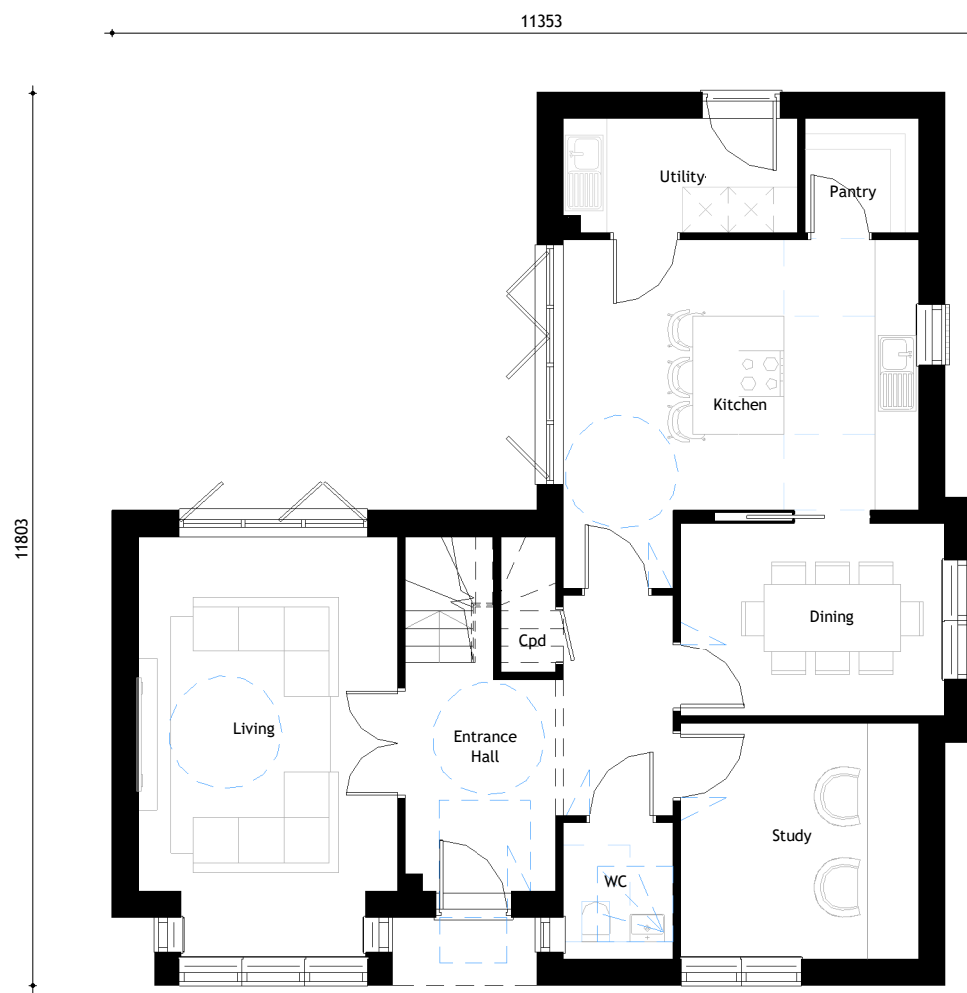 11353
Utility
Pantry
Kitchen
11803
Dining
Cpd
Living
Entrance
Hall
Study
WC